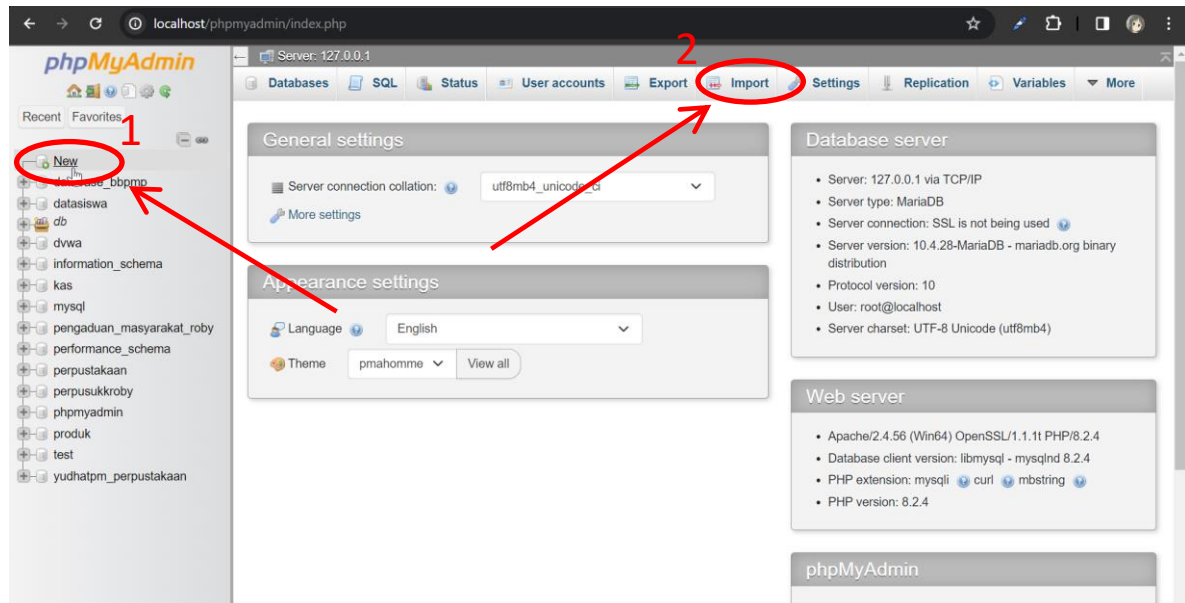 localhost/phpmyadmin/index.php
phpMyAdmin
Recent Favorites
1
New
database_bbpmp
datasiswa
db
dvwa
information_schema
kas
mysql
pengaduan_masyarakat_roby
performance_schema
perpustakaan
perpusukkroby
phpmyadmin
produk
test
yudhatpm_perpustakaan
Server: 127.0.0.1
2
Databases SQL Status User accounts Export Import Settings Replication Variables More
General settings
Server connection collation: utf8mb4_unicode_ci
More settings
Appearance settings
Language English
Theme pmahomme View all
Database server
• Server: 127.0.0.1 via TCP/IP
• Server type: MariaDB
• Server connection: SSL is not being used
• Server version: 10.4.28-MariaDB - mariadb.org binary
distribution
• Protocol version: 10
• User: root@localhost
• Server charset: UTF-8 Unicode (utf8mb4)
Web server
• Apache/2.4.56 (Win64) OpenSSL/1.1.1t PHP/8.2.4
• Database client version: libmysql - mysqlnd 8.2.4
• PHP extension: mysqli curl mbstring
• PHP version: 8.2.4
phpMyAdmin